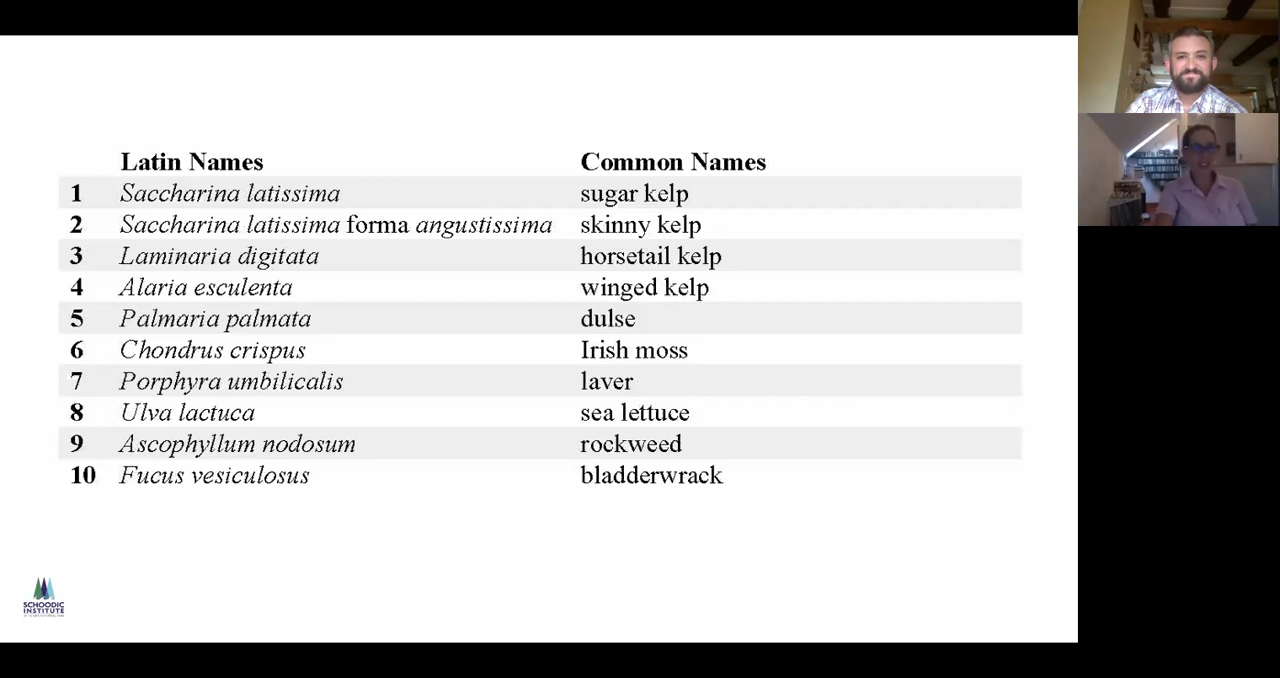 Latin Names Common Names
1 Saccharina latissima sugar kelp
2 Saccharina latissima forma angustissima skinny kelp
3 Laminaria digitata horsetail kelp
4 Alaria esculenta winged kelp
5 Palmaria palmata dulse
6 Chondrus crispus Irish moss
7 Porphyra umbilicalis laver
8 Ulva lactuca sea lettuce
9 Ascophyllum nodosum rockweed
10 Fucus vesiculosus bladderwrack
SCHOODIC
INSTITUTE